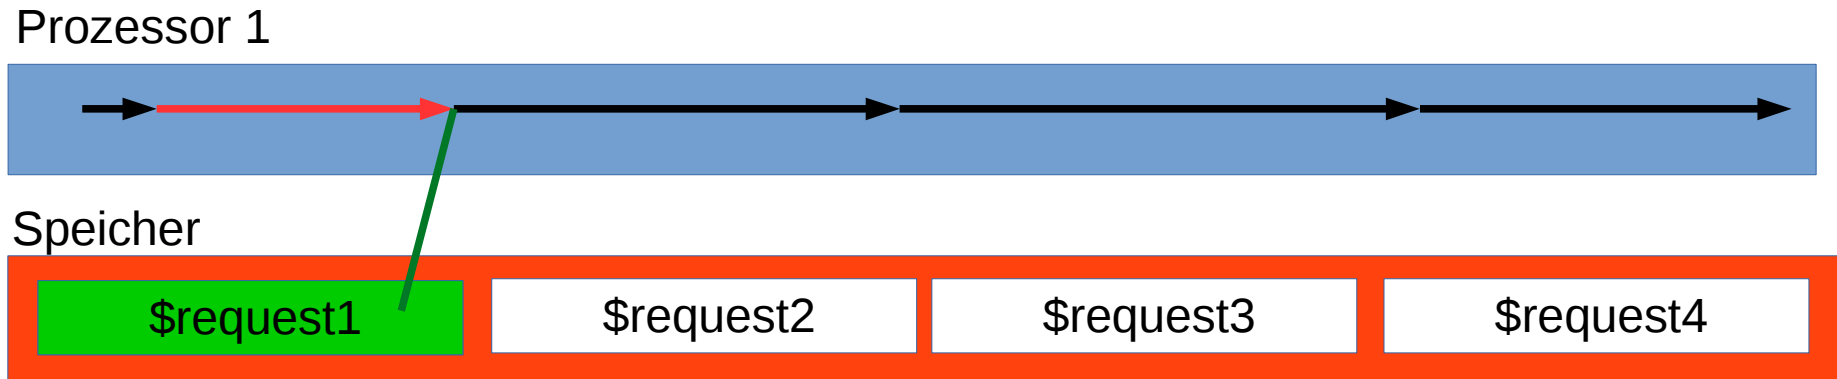 Prozessor 1
Speicher
$request1
$request2
$request3
$request4